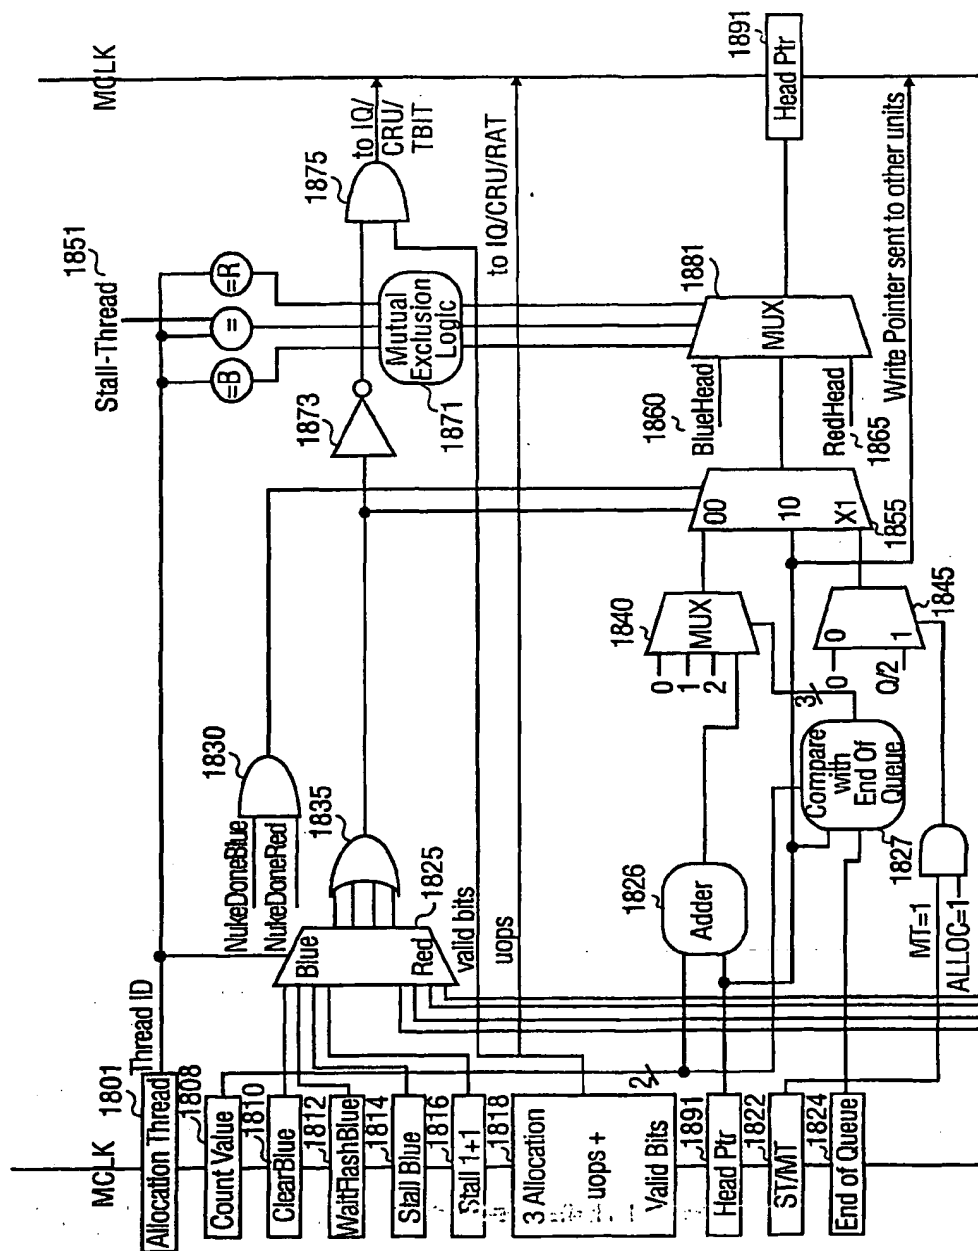 MCLK
1801
Allocation Thread
Thread ID
1808
Count Value
1810
ClearBlue
1812
WaitFlashBlue
1814
Stall Blue
1816
Stall 1+1
1818
3 Allocation
uops +
Valid Bits
1891
Head Ptr
1822
ST/MT
1824
End of Queue
2
NukeDoneBlue
NukeDoneRed
1830
1835
Blue
Red
1825
valid bits
uops
1826
Adder
MT=1
ALLOC=1
1827
Compare
with
End Of
Queue
3
0
1
2
MUX
1840
0
Q/2
0
1
1845
00
10
X1
1855
1873
Stall-Thread
1851
=B
=
=R
Mutual
Exclusion
Logic
1871
1875
to IQ/
CRU/
TBIT
to IQ/CRU/RAT
1860
BlueHead
RedHead
1865
MUX
1881
Write Pointer sent to other units
MCLK
Head Ptr
1891